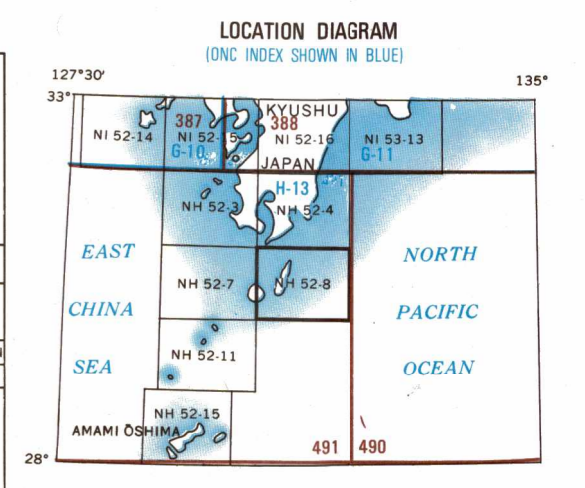 LOCATION DIAGRAM
(ONC INDEX SHOWN IN BLUE)
127°30′
135°
33°
387
388
KYUSHU
NI 52-14
NI 52-15
NI 52-16
NI 53-13
G-10
G-11
JAPAN
H-13
NH 52-3
NH 52-4
EAST
NORTH
NH 52-7
NH 52-8
CHINA
PACIFIC
NH 52-11
SEA
OCEAN
NH 52-15
AMAMI ŌSHIMA
491
490
28°